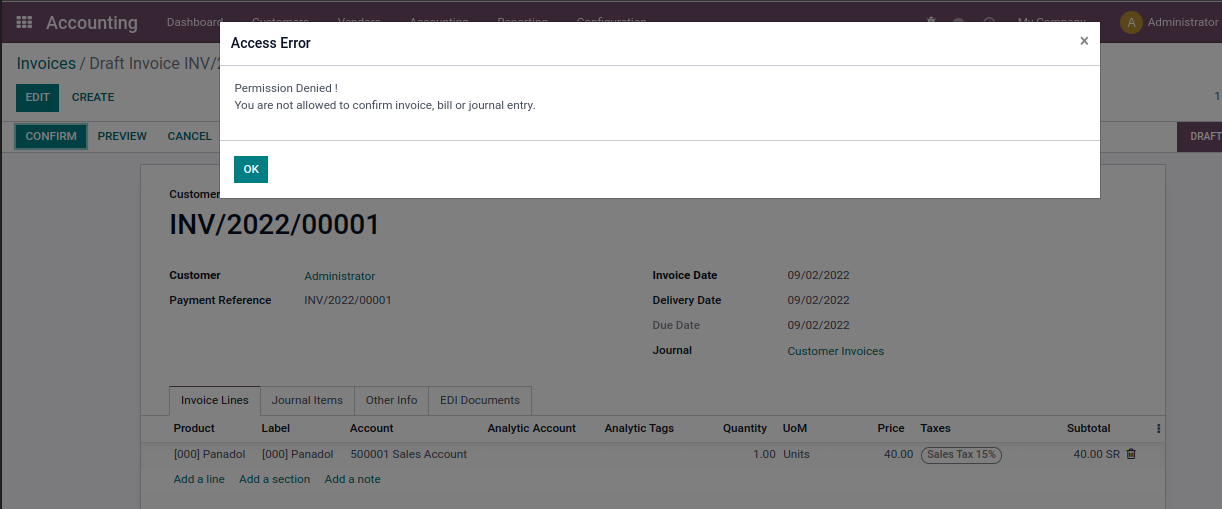 Accounting
Dashboard Customers Vendors Accounting Reporting Configuration My Company A Administrator
Access Error ×
Invoices / Draft Invoice INV/2
Permission Denied !
EDIT CREATE 1
You are not allowed to confirm invoice, bill or journal entry.
CONFIRM PREVIEW CANCEL DRAFT
OK
Customer
INV/2022/00001
Customer Administrator Invoice Date 09/02/2022
Payment Reference INV/2022/00001 Delivery Date 09/02/2022
Due Date 09/02/2022
Journal Customer Invoices
Invoice Lines Journal Items Other Info EDI Documents
Product Label Account Analytic Account Analytic Tags Quantity UoM Price Taxes Subtotal
[000] Panadol [000] Panadol 500001 Sales Account 1.00 Units 40.00 Sales Tax 15% 40.00 SR
Add a line Add a section Add a note